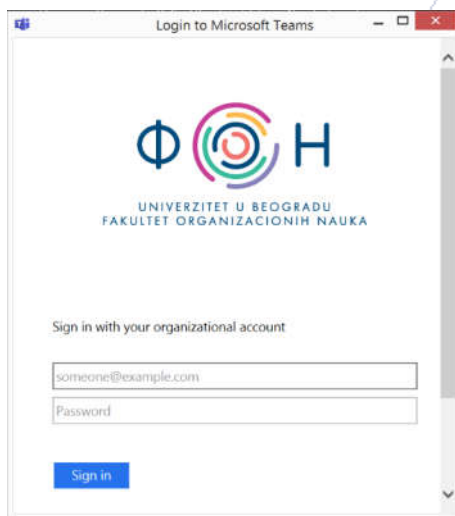 Login to Microsoft Teams
ФОН
UNIVERZITET U BEOGRADU
FAKULTET ORGANIZACIONIH NAUKA
Sign in with your organizational account
someone@example.com
Password
Sign in